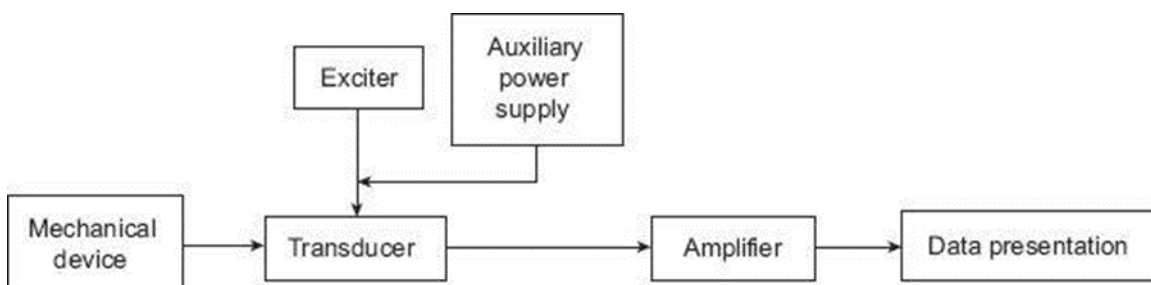 Exciter
Auxiliary
power
supply
Mechanical
device
Transducer
Amplifier
Data presentation